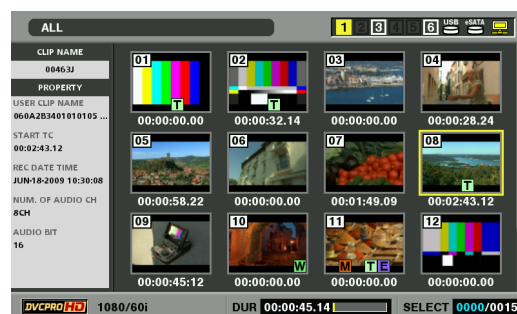 ALL
1 2 3 4 5 6 USB eSATA
CLIP NAME
00463J
PROPERTY
USER CLIP NAME
060A2B3401010105 ...
START TC
00:02:43.12
REC DATE TIME
JUN-18-2009 10:30:08
NUM. OF AUDIO CH
8CH
AUDIO BIT
16
01 T 00:00:00.00
02 T 00:00:32.14
03 00:00:00.00
04 00:00:28.24
05 00:00:58.22
06 00:00:00.00
07 00:01:49.09
08 T 00:02:43.12
09 00:00:45:12
10 W 00:00:00.00
11 M T E 00:00:00.00
12 00:00:00.00
DVCPRO HD 1080/60i DUR 00:00:45.14 SELECT 0000/0015